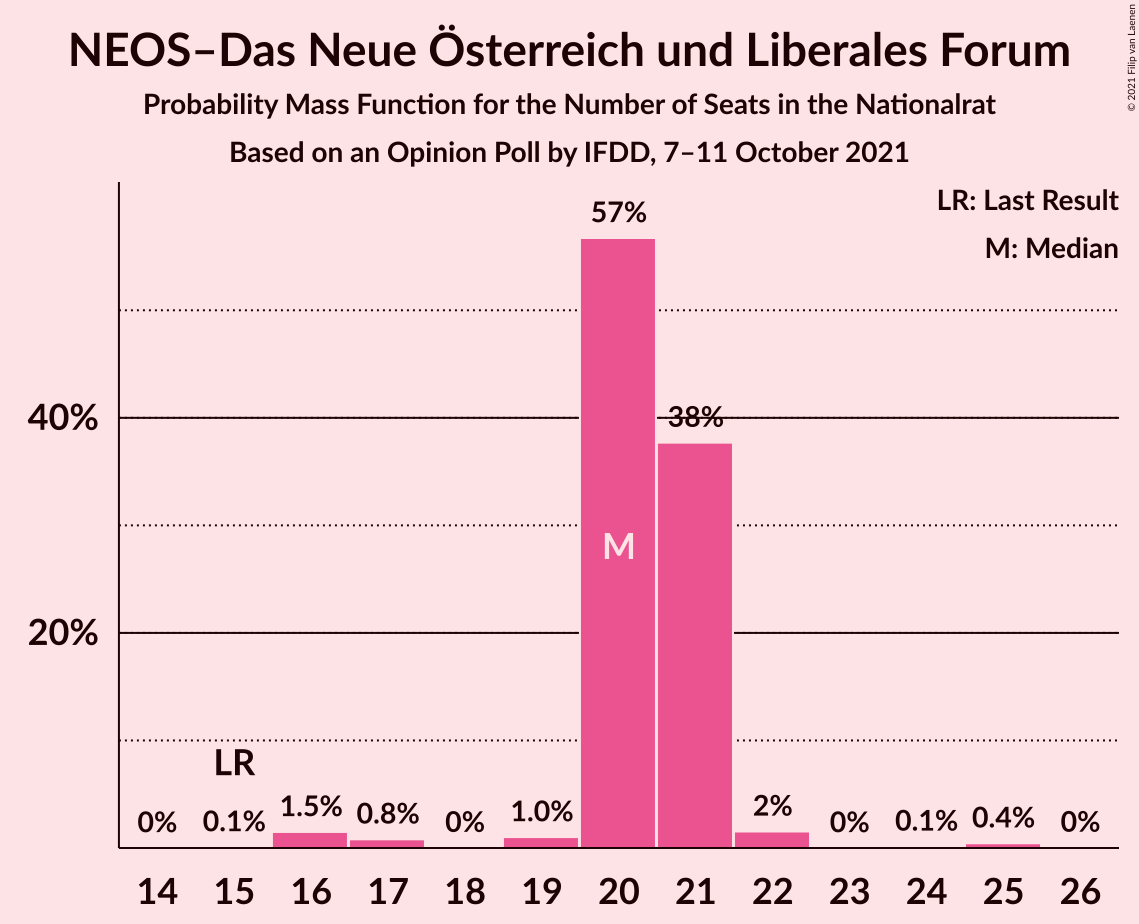 NEOS–Das Neue Österreich und Liberales Forum
Probability Mass Function for the Number of Seats in the Nationalrat
Based on an Opinion Poll by IFDD, 7–11 October 2021
© 2021 Filip van Laenen
LR: Last Result
M: Median
57%
40%
38%
M
20%
LR
0%
0.1%
1.5%
0.8%
0%
1.0%
2%
0%
0.1%
0.4%
0%
14 15 16 17 18 19 20 21 22 23 24 25 26